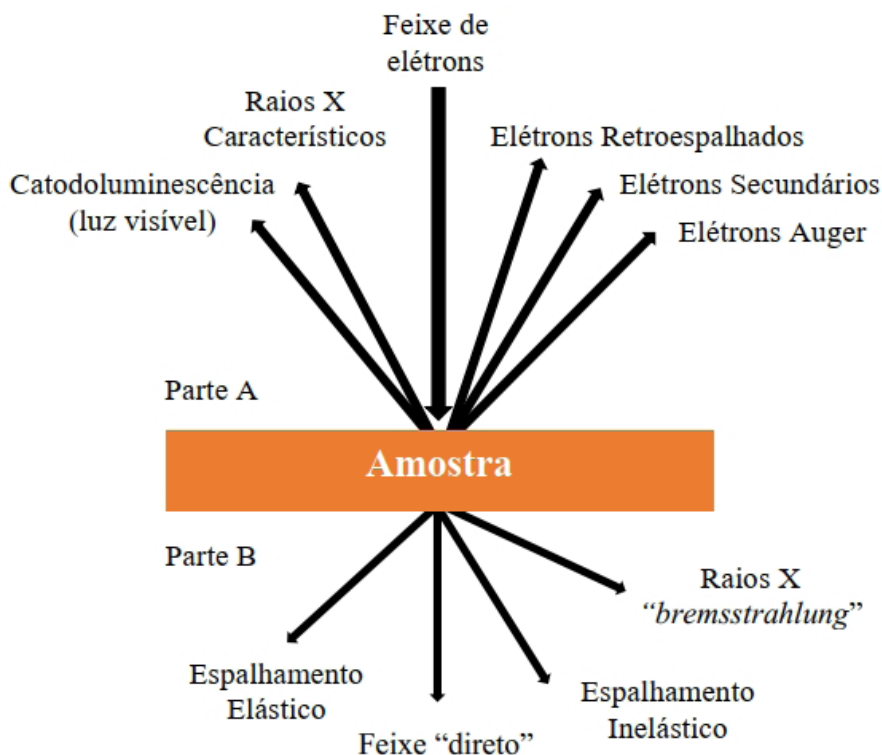 Feixe de
elétrons
Raios X
Característicos
Catodoluminescência
(luz visível)
Elétrons Retroespalhados
Elétrons Secundários
Elétrons Auger
Parte A
Amostra
Parte B
Raios X
“bremsstrahlung”
Espalhamento
Elástico
Feixe “direto”
Espalhamento
Inelástico